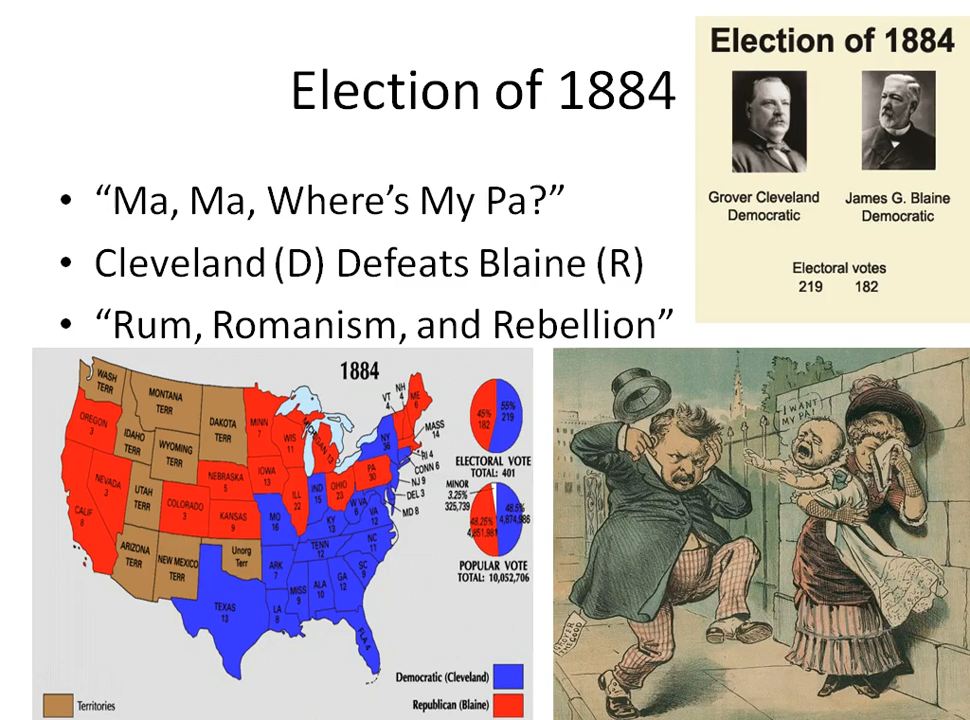 Election of 1884
• “Ma, Ma, Where’s My Pa?”
• Cleveland (D) Defeats Blaine (R)
• “Rum, Romanism, and Rebellion”
Election of 1884
Grover Cleveland
Democratic
James G. Blaine
Democratic
Electoral votes
219 182
1884
WASH
TERR
MONTANA
TERR
DAKOTA
TERR
OREGON
3
IDAHO
TERR
WYOMING
TERR
NEVADA
3
UTAH
TERR
CALIF
8
COLORADO
3
ARIZONA
TERR
NEW MEXICO
TERR
Unorg
Terr
NEBRASKA
5
KANSAS
9
TEXAS
13
MINN
7
IOWA
13
MO
16
ARK
7
LA
8
WIS
11
ILL
22
MICHIGAN 13
IND
15
OHIO
23
KY
13
TENN
12
MISS
9
ALA
10
GA
12
FLA 4
SC
9
NC
11
VA
12
W VA
6
PA
30
NY
36
VT
4
NH
4
ME
6
MASS
14
RI 4
CONN 6
NJ 9
DEL 3
MD 8
45%
182
55%
219
ELECTORAL VOTE
TOTAL: 401
MINOR
3.25%
325,739
48.25%
4,851,981
48.5%
4,874,986
POPULAR VOTE
TOTAL: 10,052,706
Democratic (Cleveland)
Republican (Blaine)
Territories
I WANT
MY PA!